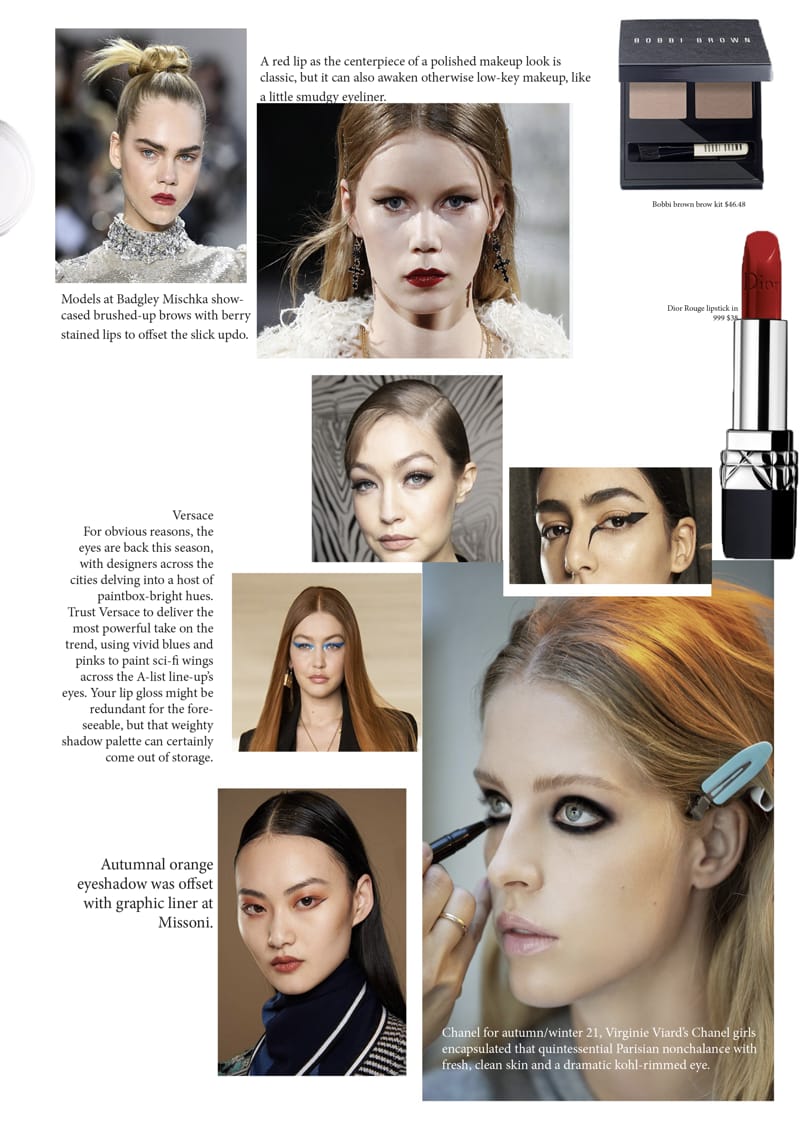 A red lip as the centerpiece of a polished makeup look is
classic, but it can also awaken otherwise low-key makeup, like
a little smudgy eyeliner.
BOBBI BROWN
BOBBI BROWN
Bobbi brown brow kit $46.48
Models at Badgley Mischka show-
cased brushed-up brows with berry
stained lips to offset the slick updo.
Dior
Dior Rouge lipstick in
999 $38
Versace
For obvious reasons, the
eyes are back this season,
with designers across the
cities delving into a host of
paintbox-bright hues.
Trust Versace to deliver the
most powerful take on the
trend, using vivid blues and
pinks to paint sci-fi wings
across the A-list line-up’s
eyes. Your lip gloss might be
redundant for the fore-
seeable, but that weighty
shadow palette can certainly
come out of storage.
Autumnal orange
eyeshadow was offset
with graphic liner at
Missoni.
Chanel for autumn/winter 21, Virginie Viard’s Chanel girls
encapsulated that quintessential Parisian nonchalance with
fresh, clean skin and a dramatic kohl-rimmed eye.